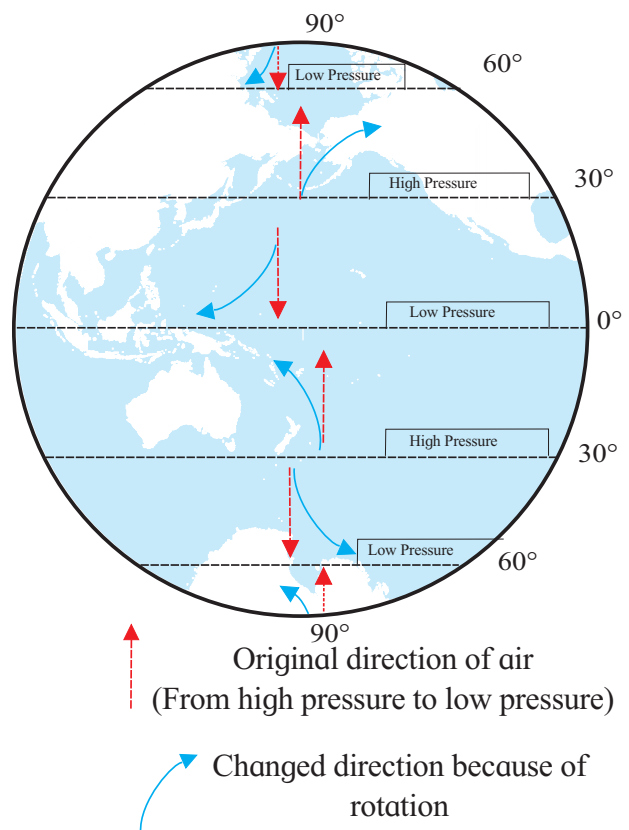 90°
60°
Low Pressure
30°
High Pressure
Low Pressure
0°
High Pressure
30°
Low Pressure
60°
90°
Original direction of air
(From high pressure to low pressure)
Changed direction because of
rotation